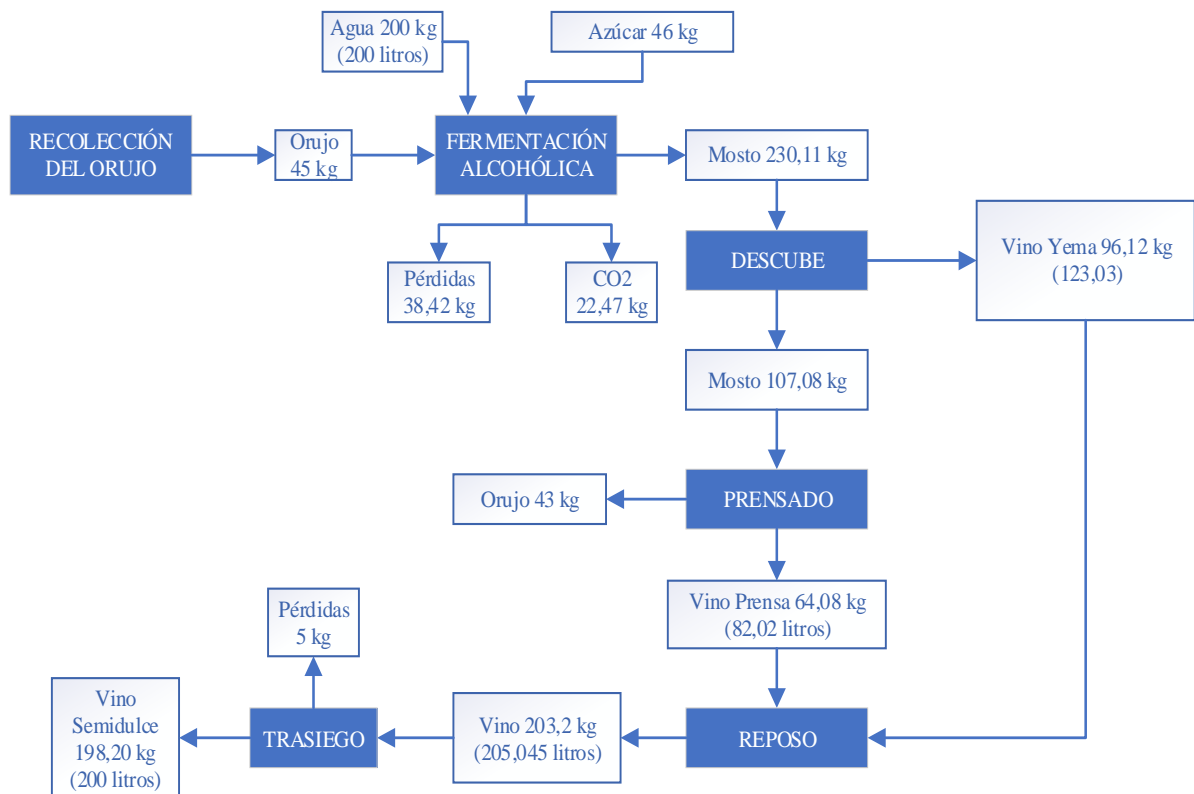 Agua 200 kg
(200 litros)
Azúcar 46 kg
RECOLECCIÓN
DEL ORUJO
Orujo
45 kg
FERMENTACIÓN
ALCOHÓLICA
Mosto 230,11 kg
Pérdidas
38,42 kg
CO2
22,47 kg
DESCUBE
Vino Yema 96,12 kg
(123,03)
Mosto 107,08 kg
Orujo 43 kg
PRENSADO
Vino Prensa 64,08 kg
(82,02 litros)
Pérdidas
5 kg
Vino
Semidulce
198,20 kg
(200 litros)
TRASIEGO
Vino 203,2 kg
(205,045 litros)
REPOSO